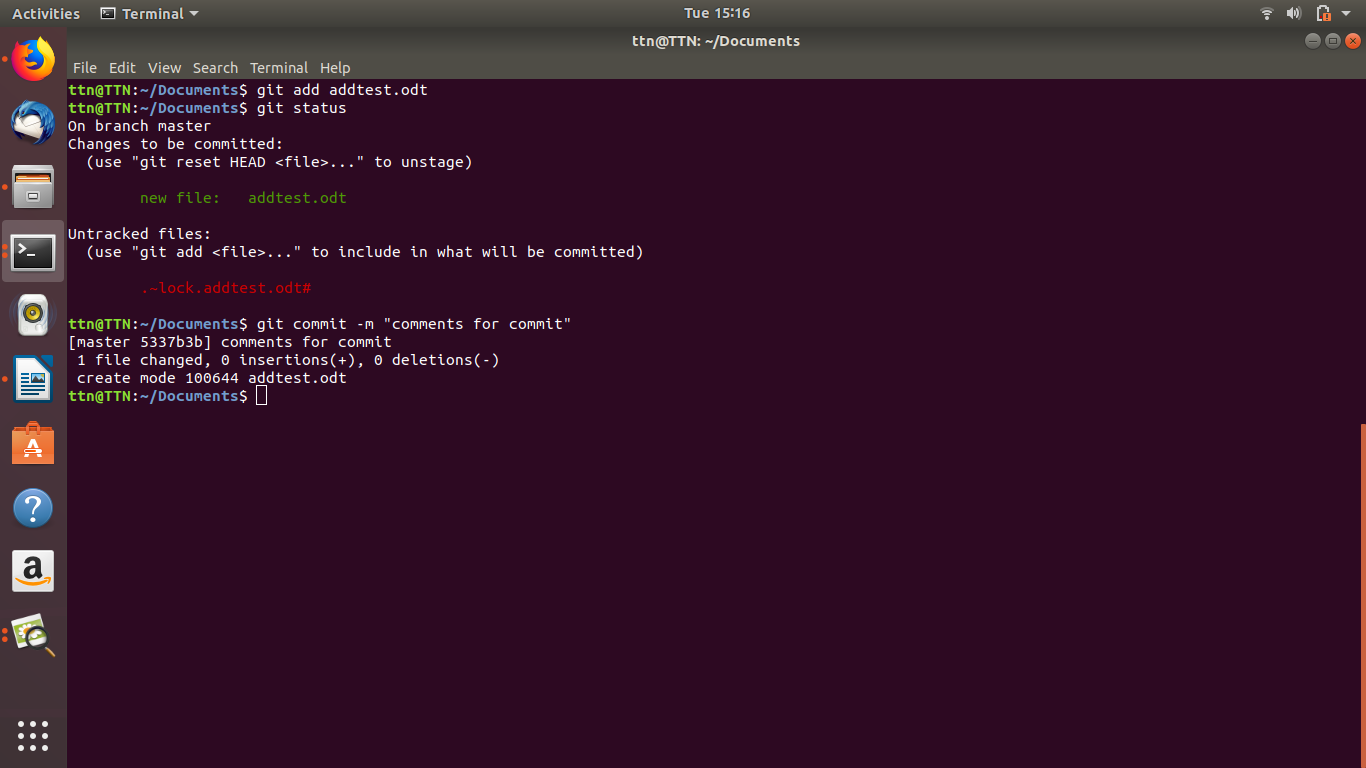 Activities Terminal Tue 15:16
ttn@TTN: ~/Documents
File Edit View Search Terminal Help
ttn@TTN:~/Documents$ git add addtest.odt
ttn@TTN:~/Documents$ git status
On branch master
Changes to be committed:
  (use "git reset HEAD <file>..." to unstage)
        new file:   addtest.odt
Untracked files:
  (use "git add <file>..." to include in what will be committed)
        .~lock.addtest.odt#
ttn@TTN:~/Documents$ git commit -m "comments for commit"
[master 5337b3b] comments for commit
 1 file changed, 0 insertions(+), 0 deletions(-)
 create mode 100644 addtest.odt
ttn@TTN:~/Documents$